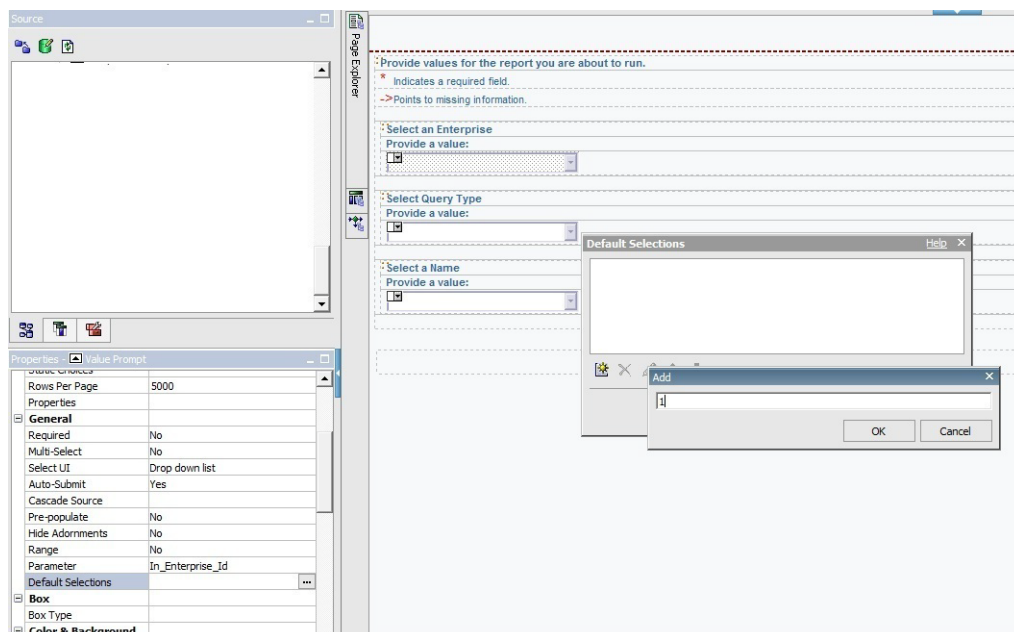 Source
Page Explorer
Provide values for the report you are about to run.
* Indicates a required field.
->Points to missing information.
Select an Enterprise
Provide a value:
Select Query Type
Provide a value:
Select a Name
Provide a value:
Default Selections Help
Add
1
OK Cancel
Properties - Value Prompt
Static Choices
Rows Per Page 5000
Properties
General
Required No
Multi-Select No
Select UI Drop down list
Auto-Submit Yes
Cascade Source
Pre-populate No
Hide Adornments No
Range No
Parameter In_Enterprise_Id
Default Selections ...
Box
Box Type
Color & Background